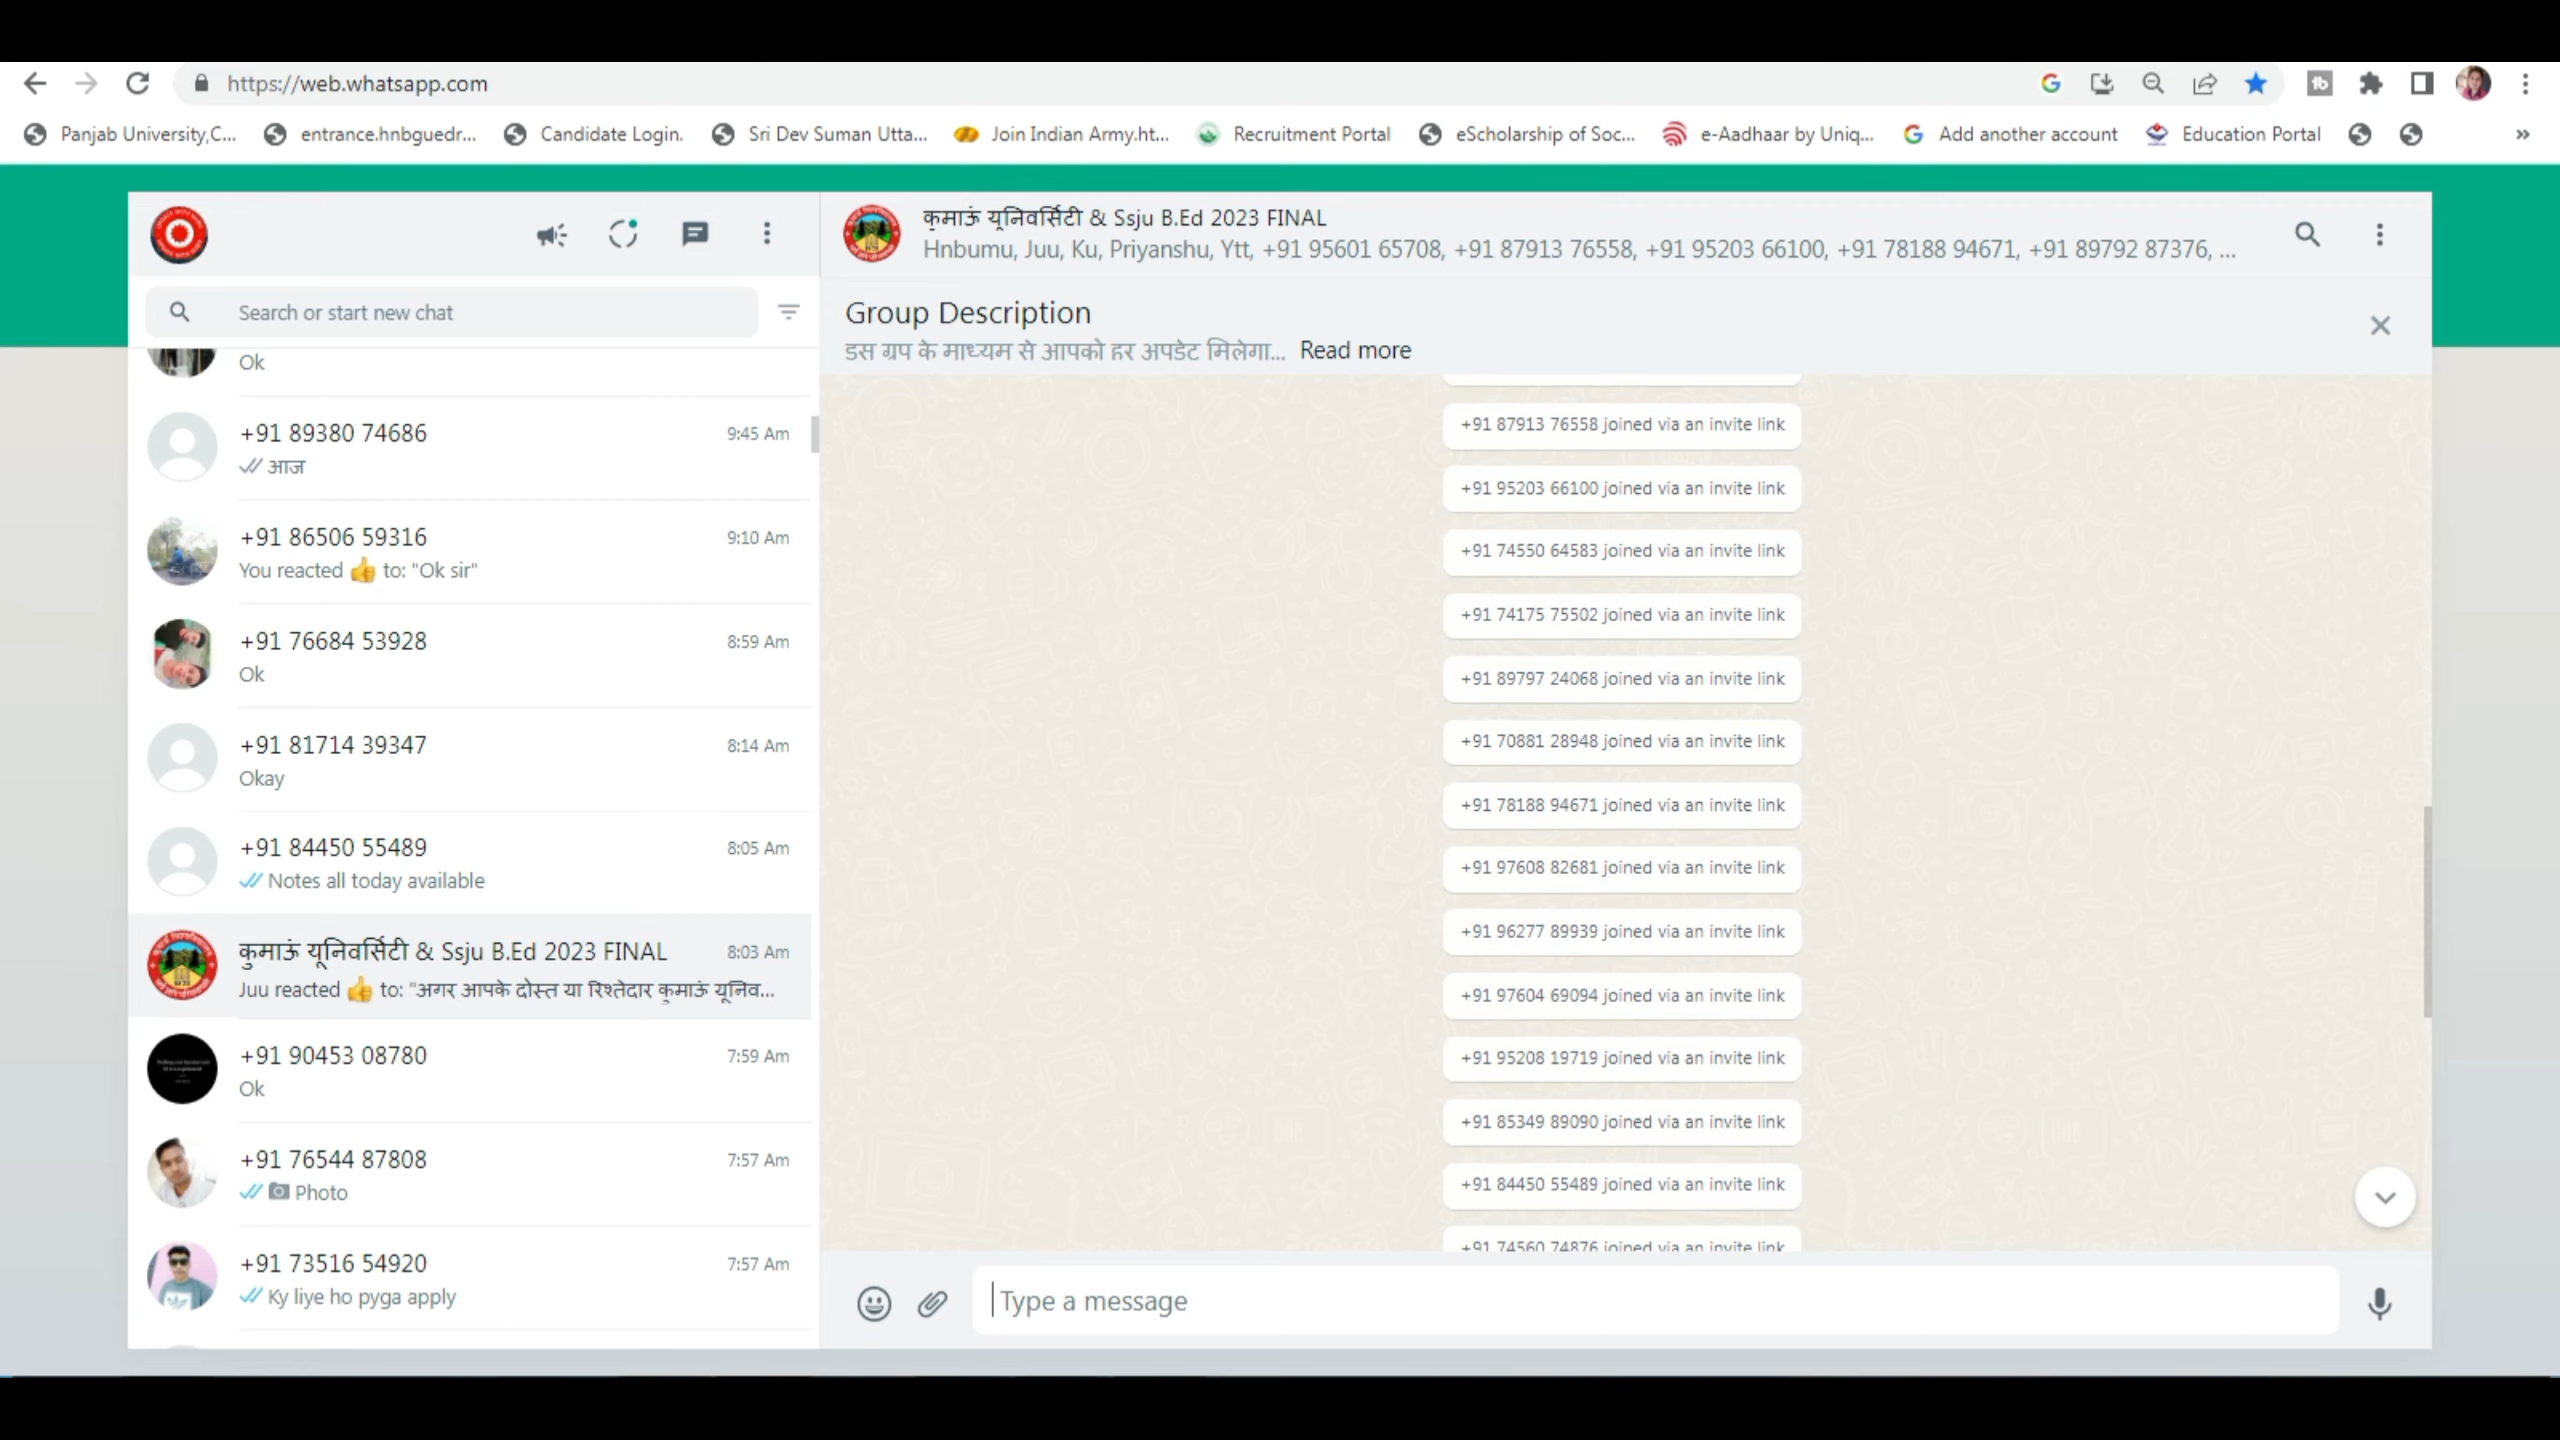 https://web.whatsapp.com
Panjab University,C... entrance.hnbguedr... Candidate Login. Sri Dev Suman Utta... Join Indian Army.ht... Recruitment Portal eScholarship of Soc... e-Aadhaar by Uniq... Add another account Education Portal »
Search or start new chat
Ok
+91 89380 74686 9:45 Am
आज
+91 86506 59316 9:10 Am
You reacted 👍 to: "Ok sir"
+91 76684 53928 8:59 Am
Ok
+91 81714 39347 8:14 Am
Okay
+91 84450 55489 8:05 Am
Notes all today available
कुमाऊं यूनिवर्सिटी & Ssju B.Ed 2023 FINAL 8:03 Am
Juu reacted 👍 to: "अगर आपके दोस्त या रिश्तेदार कुमाऊं यूनिव...
+91 90453 08780 7:59 Am
Ok
+91 76544 87808 7:57 Am
Photo
+91 73516 54920 7:57 Am
Ky liye ho pyga apply
कुमाऊं यूनिवर्सिटी & Ssju B.Ed 2023 FINAL
Hnbumu, Juu, Ku, Priyanshu, Ytt, +91 95601 65708, +91 87913 76558, +91 95203 66100, +91 78188 94671, +91 89792 87376, ...
Group Description
के माध्यम से आपको हर अपडेट मिलेगा... Read more
+91 87913 76558 joined via an invite link
+91 95203 66100 joined via an invite link
+91 74550 64583 joined via an invite link
+91 74175 75502 joined via an invite link
+91 89797 24068 joined via an invite link
+91 70881 28948 joined via an invite link
+91 78188 94671 joined via an invite link
+91 97608 82681 joined via an invite link
+91 96277 89939 joined via an invite link
+91 97604 69094 joined via an invite link
+91 95208 19719 joined via an invite link
+91 85349 89090 joined via an invite link
+91 84450 55489 joined via an invite link
+91 74560 74876 joined via an invite link
Type a message